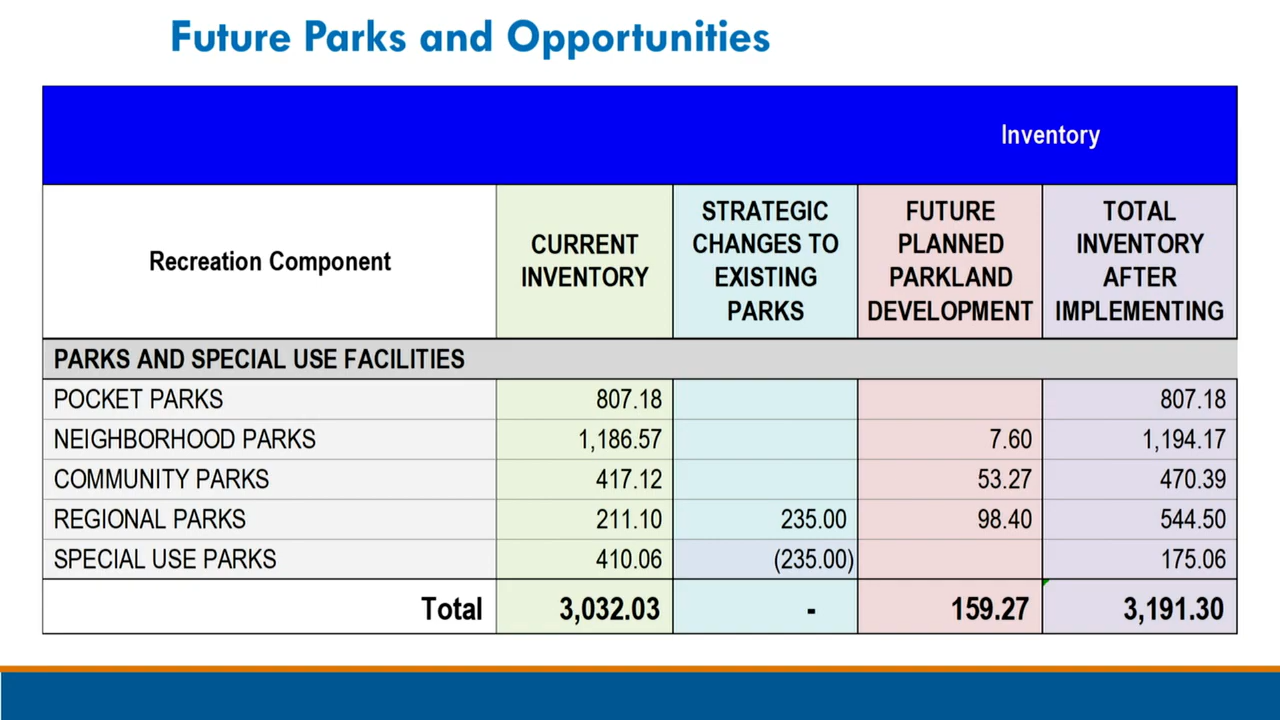 Future Parks and Opportunities
Inventory
Recreation Component
CURRENT INVENTORY
STRATEGIC CHANGES TO EXISTING PARKS
FUTURE PLANNED PARKLAND DEVELOPMENT
TOTAL INVENTORY AFTER IMPLEMENTING
PARKS AND SPECIAL USE FACILITIES
POCKET PARKS 807.18 807.18
NEIGHBORHOOD PARKS 1,186.57 7.60 1,194.17
COMMUNITY PARKS 417.12 53.27 470.39
REGIONAL PARKS 211.10 235.00 98.40 544.50
SPECIAL USE PARKS 410.06 (235.00) 175.06
Total 3,032.03 - 159.27 3,191.30